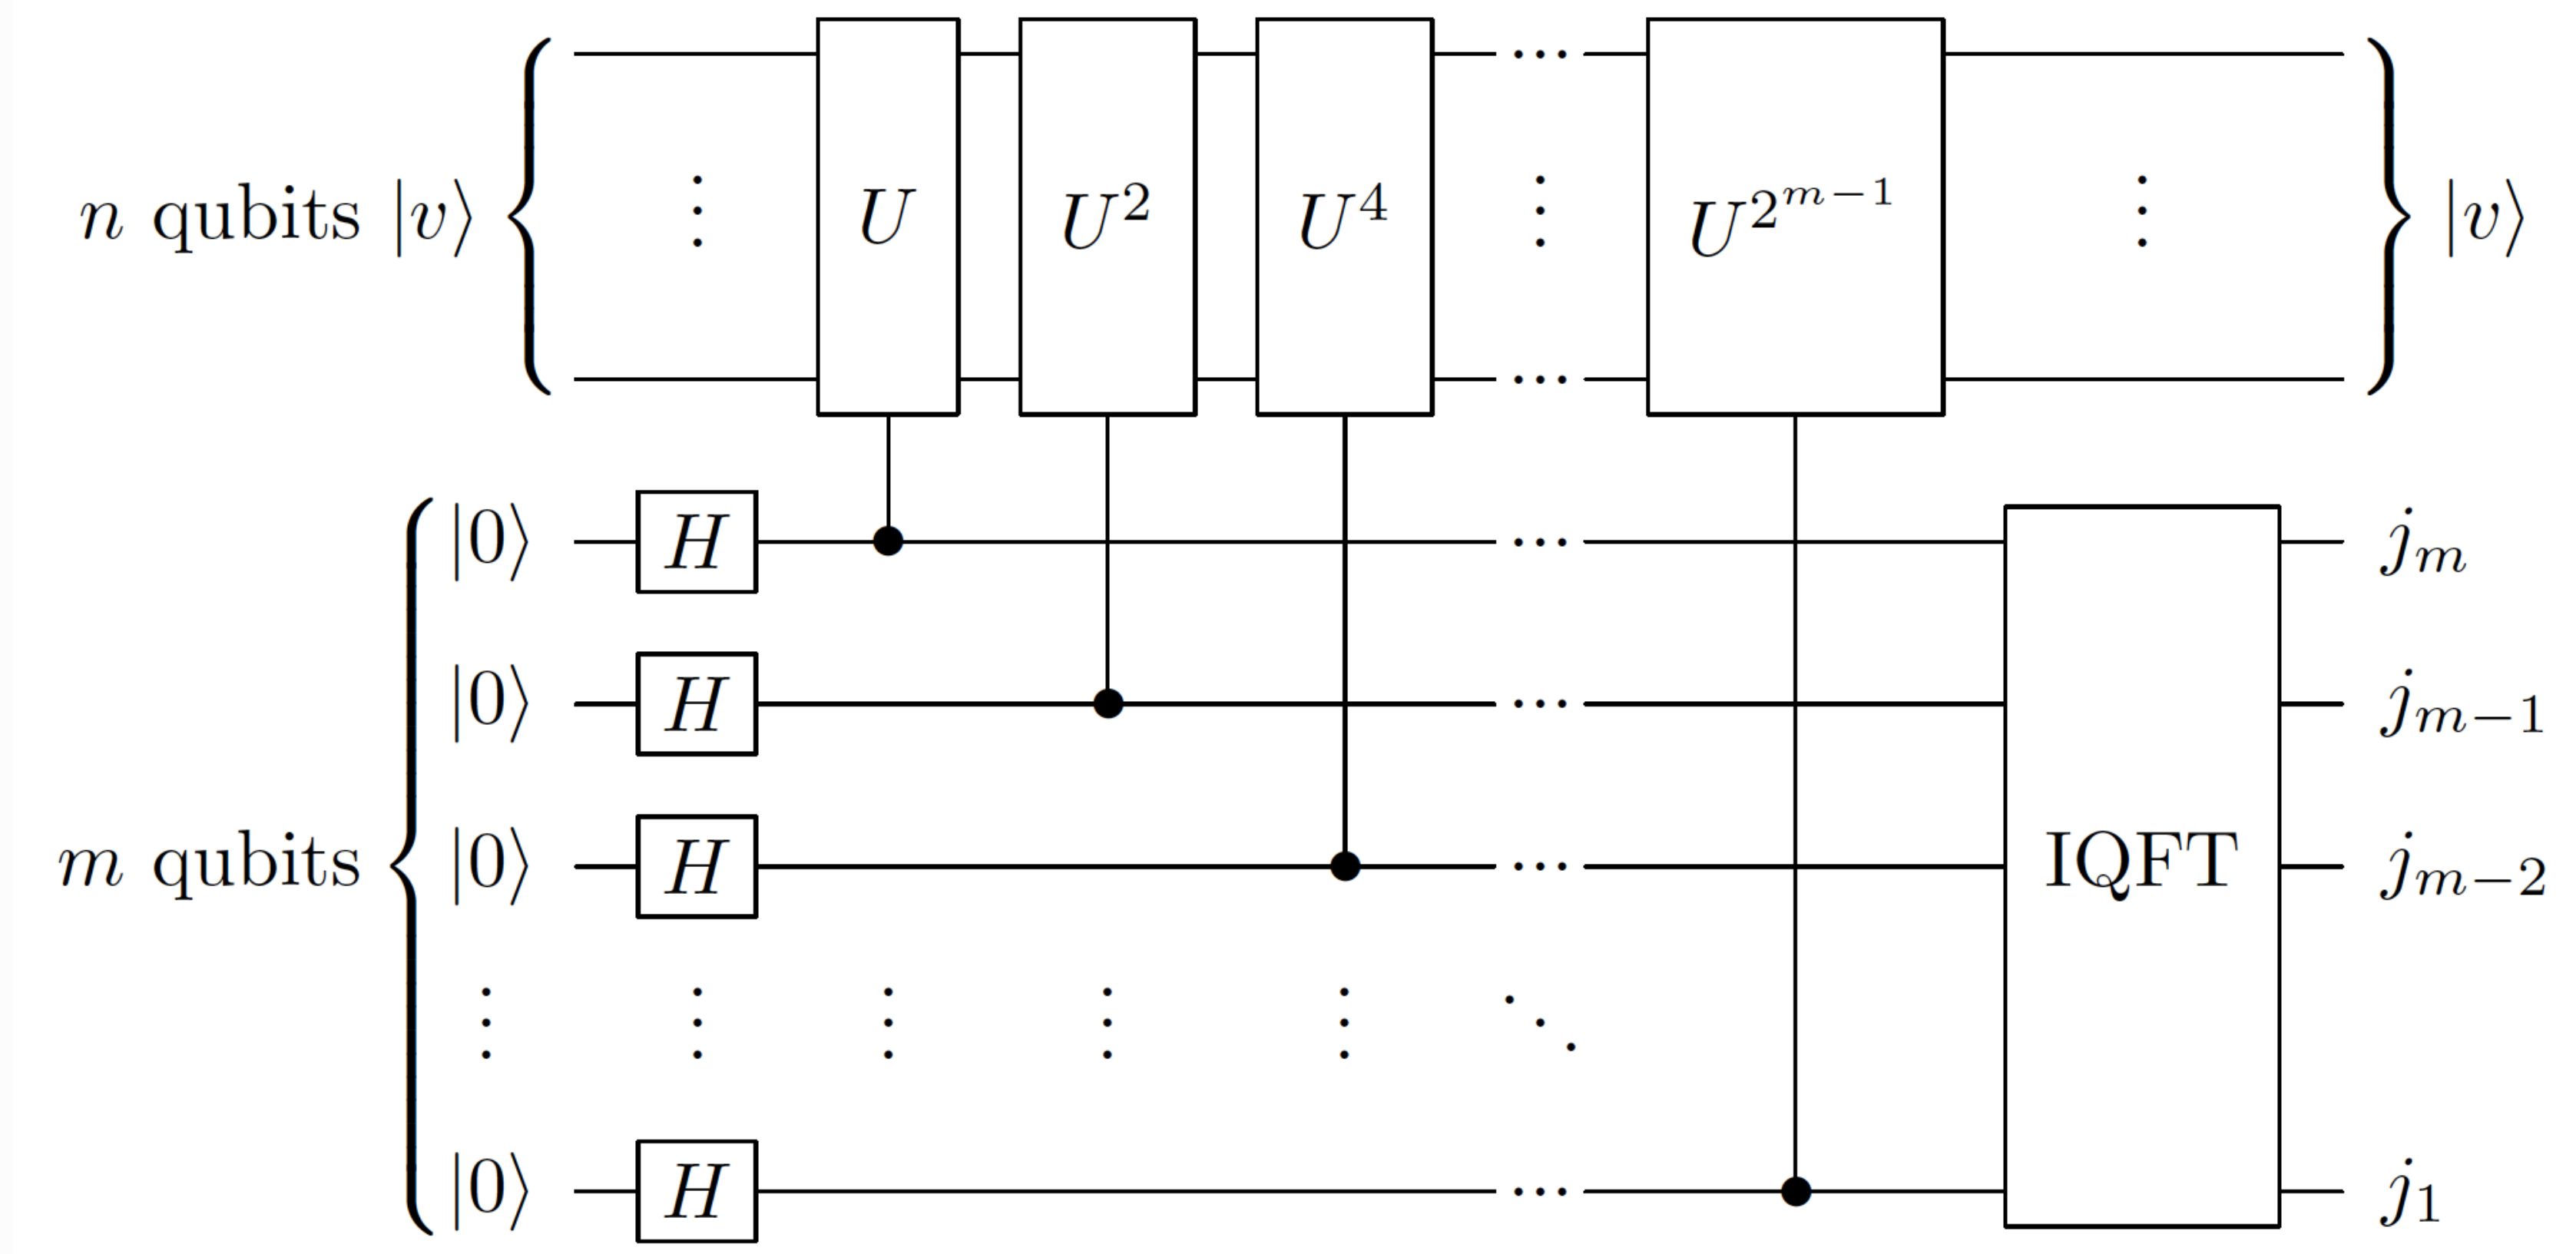 n qubits |v⟩ U U² U⁴ U^{2^{m−1}} |v⟩
|0⟩ H j_m
|0⟩ H j_{m−1}
m qubits |0⟩ H IQFT j_{m−2}
|0⟩ H j_1